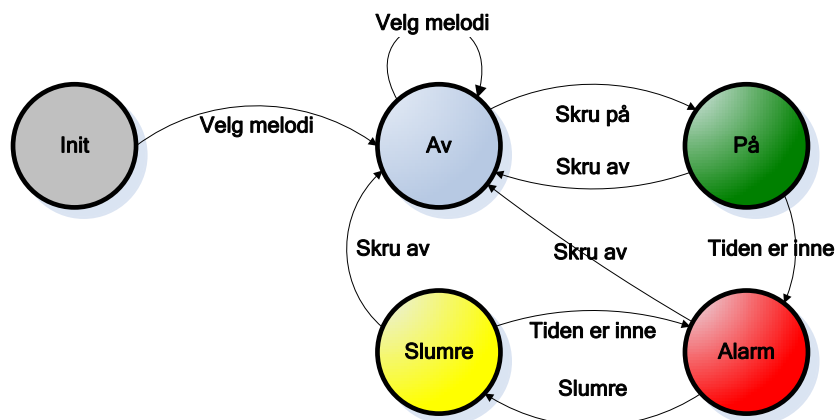 Velg melodi
Init
Velg melodi
Av
Skru på
På
Skru av
Skru av
Skru av
Tiden er inne
Slumre
Tiden er inne
Alarm
Slumre